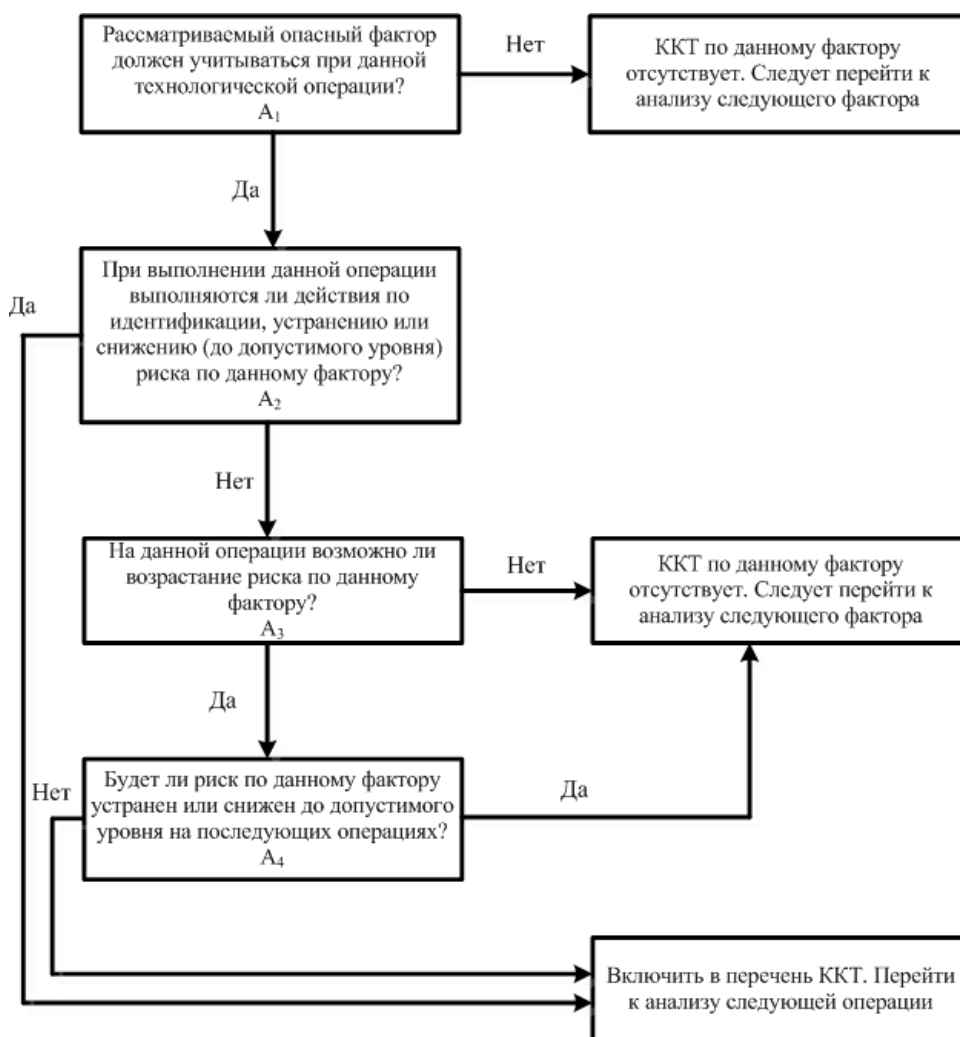 Рассматриваемый опасный фактор
должен учитываться при данной
технологической операции?
A₁
Нет
ККТ по данному фактору
отсутствует. Следует перейти к
анализу следующего фактора
Да
При выполнении данной операции
выполняются ли действия по
идентификации, устранению или
снижению (до допустимого уровня)
риска по данному фактору?
A₂
Да
Нет
На данной операции возможно ли
возрастание риска по данному
фактору?
A₃
Нет
ККТ по данному фактору
отсутствует. Следует перейти к
анализу следующего фактора
Да
Будет ли риск по данному фактору
устранен или снижен до допустимого
уровня на последующих операциях?
A₄
Нет
Да
Включить в перечень ККТ. Перейти
к анализу следующей операции